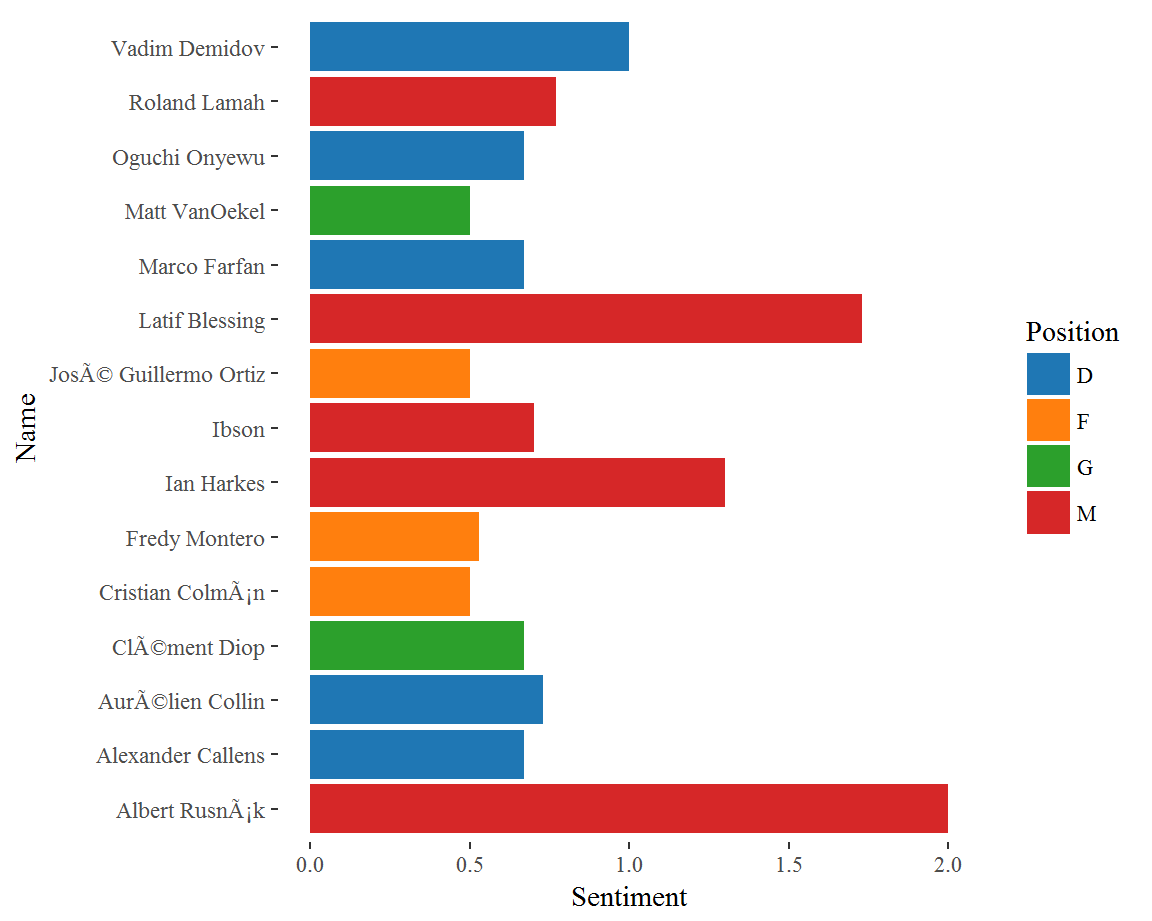 Vadim Demidov
Roland Lamah
Oguchi Onyewu
Matt VanOekel
Marco Farfan
Latif Blessing
JosÃ© Guillermo Ortiz
Ibson
Ian Harkes
Fredy Montero
Cristian ColmÃ¡n
ClÃ©ment Diop
AurÃ©lien Collin
Alexander Callens
Albert RusnÃ¡k
Name
0.0 0.5 1.0 1.5 2.0
Sentiment
Position
D
F
G
M